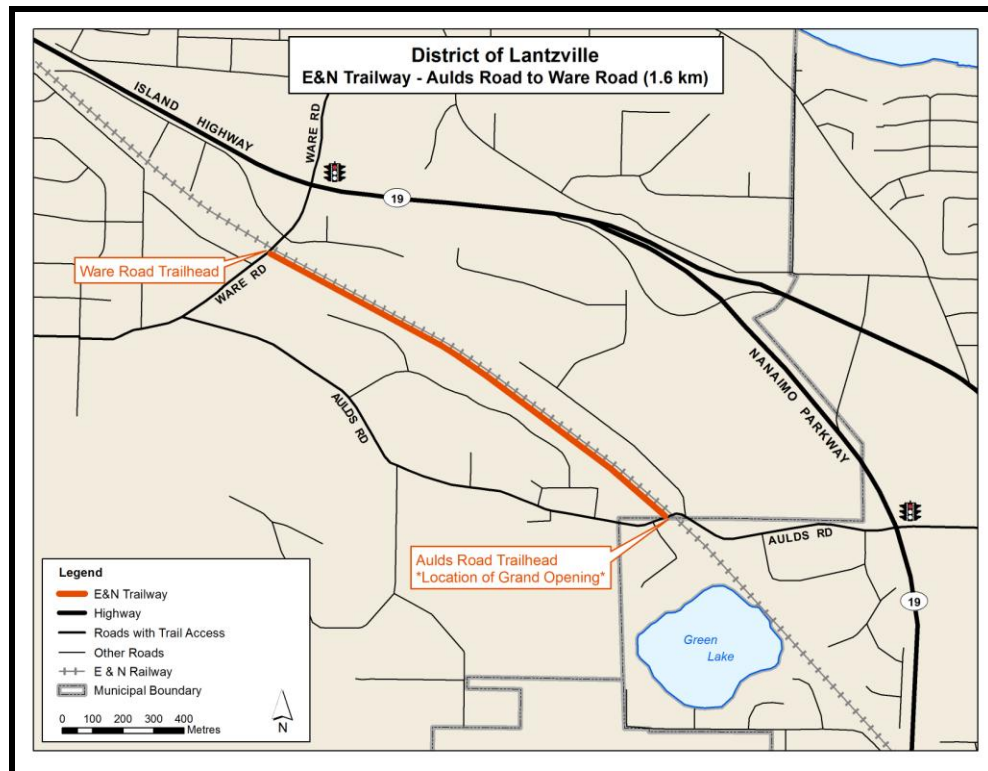 District of Lantzville
E&N Trailway - Aulds Road to Ware Road (1.6 km)
ISLAND
HIGHWAY
WARE RD
19
Ware Road Trailhead
WARE RD
AULDS RD
NANAIMO PARKWAY
AULDS RD
Aulds Road Trailhead
*Location of Grand Opening*
19
Green
Lake
Legend
E&N Trailway
Highway
Roads with Trail Access
Other Roads
E & N Railway
Municipal Boundary
0 100 200 300 400
Metres
N